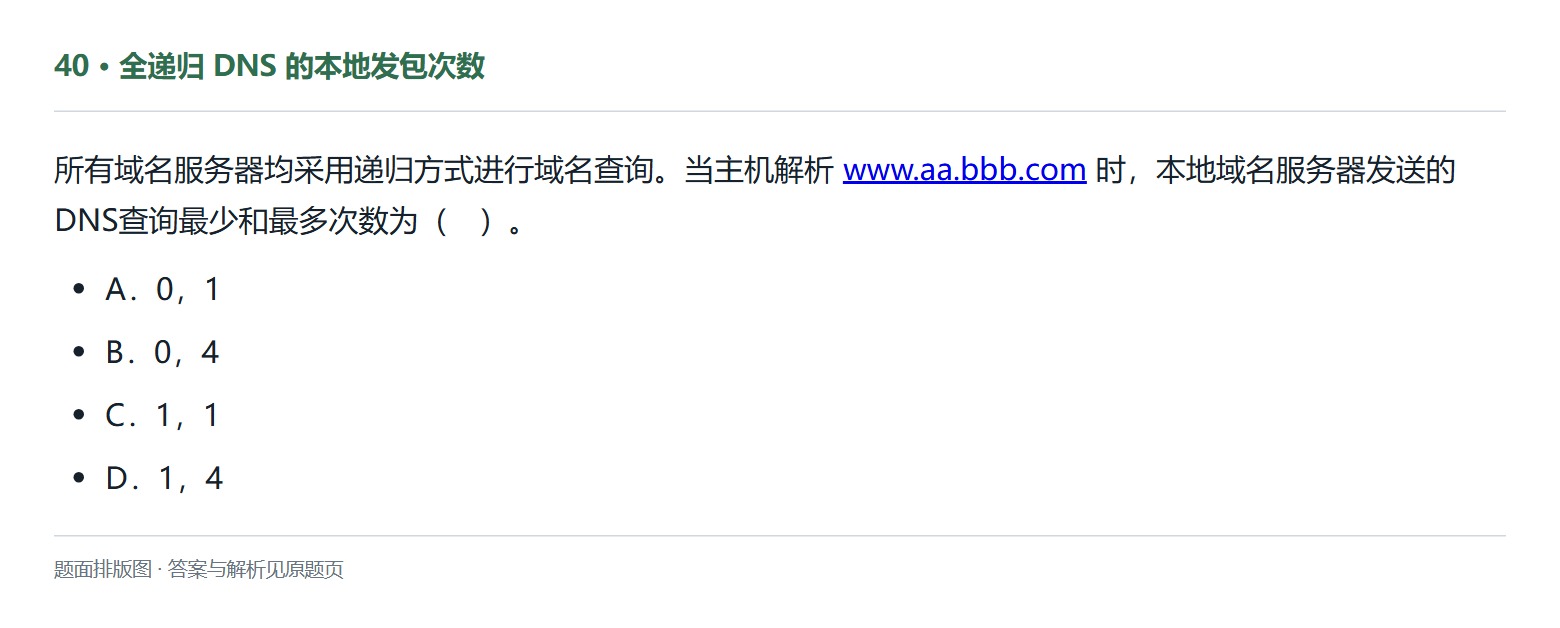 40 · 全递归 DNS 的本地发包次数
所有域名服务器均采用递归方式进行域名查询。当主机解析 www.aa.bbb.com 时，本地域名服务器发送的
DNS查询最少和最多次数为（ ）。
• A．0，1
• B．0，4
• C．1，1
• D．1，4
题面排版图 · 答案与解析见原题页